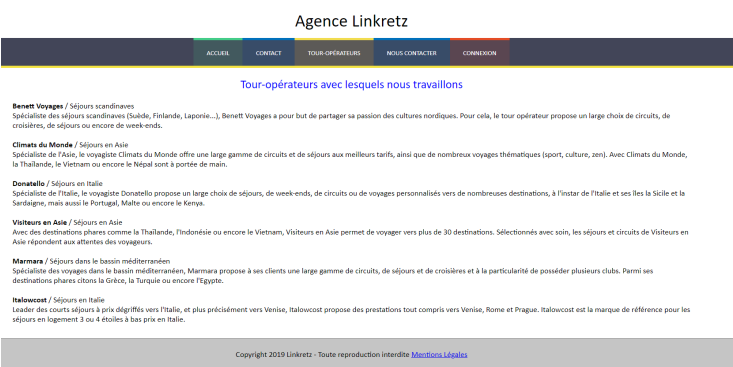 Agence Linkretz
ACCUEIL CONTACT TOUR-OPÉRATEURS NOUS CONTACTER CONNEXION
Tour-opérateurs avec lesquels nous travaillons
Benett Voyages / Séjours scandinaves
Spécialiste des séjours scandinaves (Suède, Finlande, Laponie...), Benett Voyages a pour but de partager sa passion des cultures nordiques. Pour cela, le tour opérateur propose un large choix de circuits, de
croisières, de séjours ou encore de week-ends.
Climats du Monde / Séjours en Asie
Spécialiste de l'Asie, le voyagiste Climats du Monde offre une large gamme de circuits et de séjours aux meilleurs tarifs, ainsi que de nombreux voyages thématiques (sport, culture, zen). Avec Climats du Monde,
la Thaïlande, le Vietnam ou encore le Népal sont à portée de main.
Donatello / Séjours en Italie
Spécialiste de l'Italie, le voyagiste Donatello propose un large choix de séjours, de week-ends, de circuits ou de voyages personnalisés vers de nombreuses destinations, à l'instar de l'Italie et ses îles la Sicile et la
Sardaigne, mais aussi le Portugal, Malte ou encore le Kenya.
Visiteurs en Asie / Séjours en Asie
Avec des destinations phares comme la Thaïlande, l'Indonésie ou encore le Vietnam, Visiteurs en Asie permet de voyager vers plus de 30 destinations. Sélectionnés avec soin, les séjours et circuits de Visiteurs en
Asie répondent aux attentes des voyageurs.
Marmara / Séjours dans le bassin méditerranéen
Spécialiste des voyages dans le bassin méditerranéen, Marmara propose à ses clients une large gamme de circuits, de séjours et de croisières et à la particularité de posséder plusieurs clubs. Parmi ses
destinations phares citons la Grèce, la Turquie ou encore l'Egypte.
Italowcost / Séjours en Italie
Leader des courts séjours à prix dégriffés vers l'Italie, et plus précisément vers Venise, Italowcost propose des prestations tout compris vers Venise, Rome et Prague. Italowcost est la marque de référence pour les
séjours en logement 3 ou 4 étoiles à bas prix en Italie.
Copyright 2019 Linkretz - Toute reproduction interdite Mentions Légales